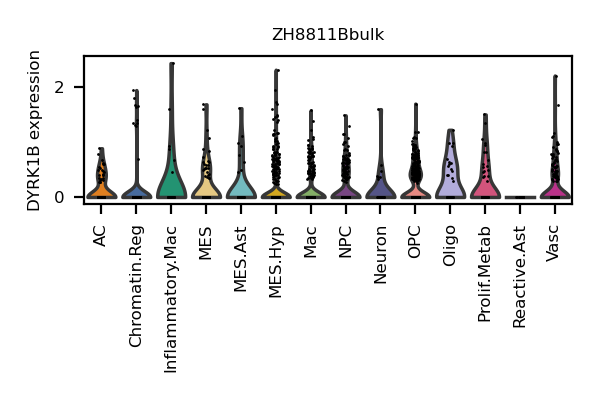 ZH8811Bbulk
DYRK1B expression
2
0
AC
Chromatin.Reg
Inflammatory.Mac
MES
MES.Ast
MES.Hyp
Mac
NPC
Neuron
OPC
Oligo
Prolif.Metab
Reactive.Ast
Vasc